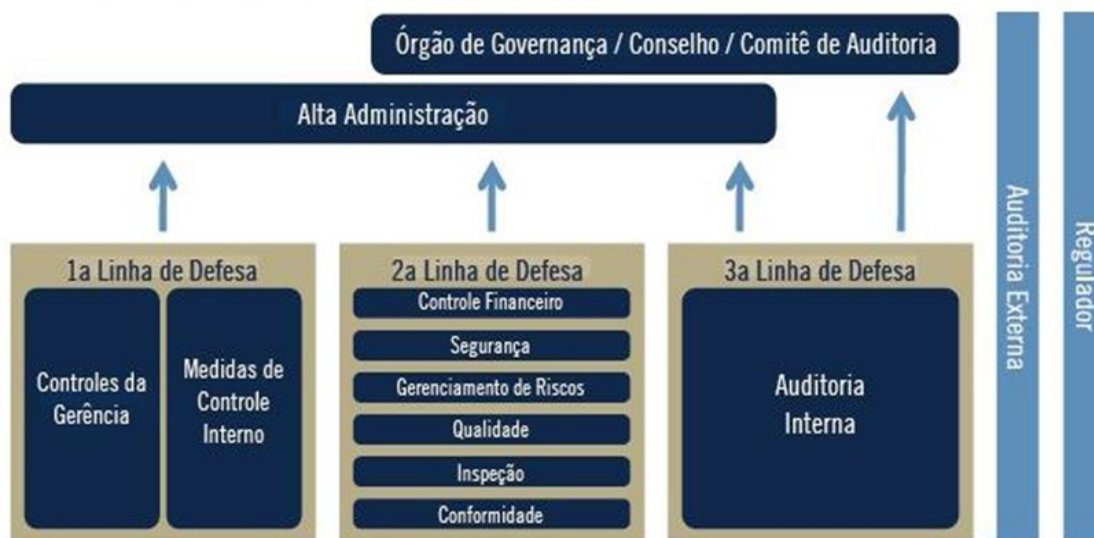 Órgão de Governança / Conselho / Comitê de Auditoria
Alta Administração
1a Linha de Defesa
Controles da
Gerência
Medidas de
Controle
Interno
2a Linha de Defesa
Controle Financeiro
Segurança
Gerenciamento de Riscos
Qualidade
Inspeção
Conformidade
3a Linha de Defesa
Auditoria
Interna
Auditoria Externa
Regulador